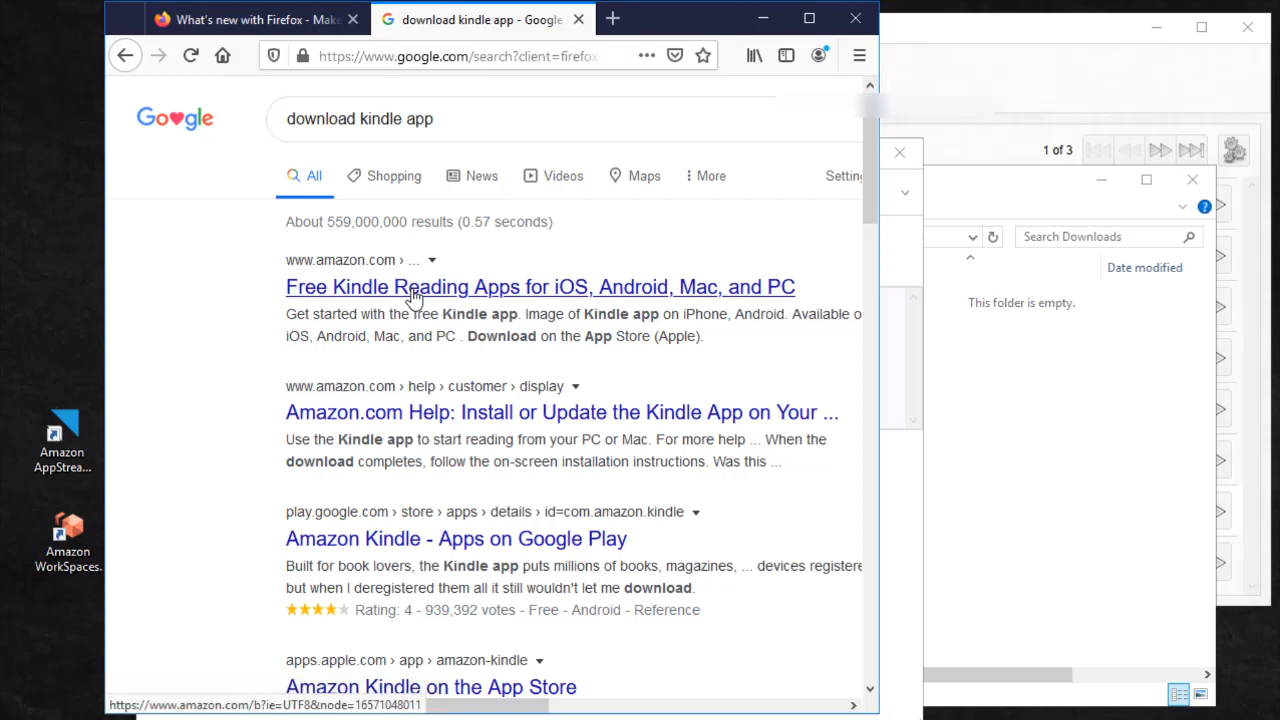 What's new with Firefox - Make
download kindle app - Google
https://www.google.com/search?client=firefox
Google
download kindle app
All
Shopping
News
Videos
Maps
More
Setting
About 559,000,000 results (0.57 seconds)
www.amazon.com › ...
Free Kindle Reading Apps for iOS, Android, Mac, and PC
Get started with the free Kindle app. Image of Kindle app on iPhone, Android. Available o
iOS, Android, Mac, and PC . Download on the App Store (Apple).
www.amazon.com › help › customer › display
Amazon.com Help: Install or Update the Kindle App on Your ...
Use the Kindle app to start reading from your PC or Mac. For more help ... When the
download completes, follow the on-screen installation instructions. Was this ...
play.google.com › store › apps › details › id=com.amazon.kindle
Amazon Kindle - Apps on Google Play
Built for book lovers, the Kindle app puts millions of books, magazines, ... devices registere
but when I deregistered them all it still wouldn't let me download.
Rating: 4 - 939,392 votes - Free - Android - Reference
apps.apple.com › app › amazon-kindle
Amazon Kindle on the App Store
https://www.amazon.com/b?ie=UTF8&node=16571048011
1 of 3
Search Downloads
Date modified
This folder is empty.
Amazon
AppStrea...
Amazon
WorkSpaces.